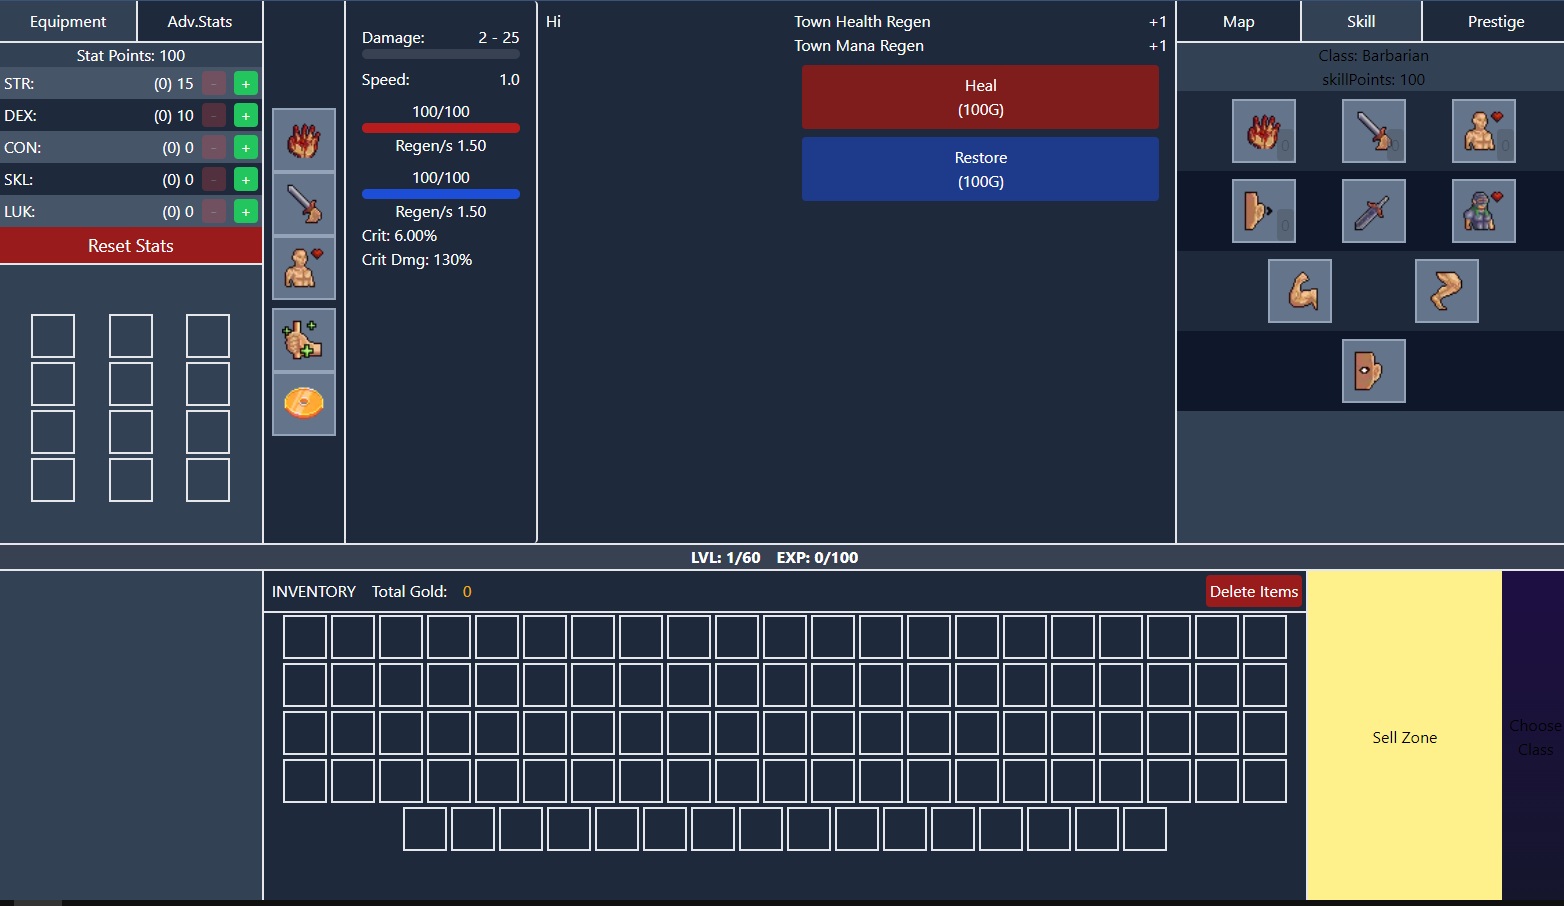 Equipment
Adv.Stats
Stat Points: 100
STR: (0) 15 - +
DEX: (0) 10 - +
CON: (0) 0 - +
SKL: (0) 0 - +
LUK: (0) 0 - +
Reset Stats
Damage: 2 - 25
Speed: 1.0
100/100
Regen/s 1.50
100/100
Regen/s 1.50
Crit: 6.00%
Crit Dmg: 130%
Hi
Town Health Regen +1
Town Mana Regen +1
Heal
(100G)
Restore
(100G)
Map
Skill
Prestige
Class: Barbarian
skillPoints: 100
0
0
0
0
LVL: 1/60 EXP: 0/100
INVENTORY Total Gold: 0
Delete Items
Sell Zone
Choose
Class